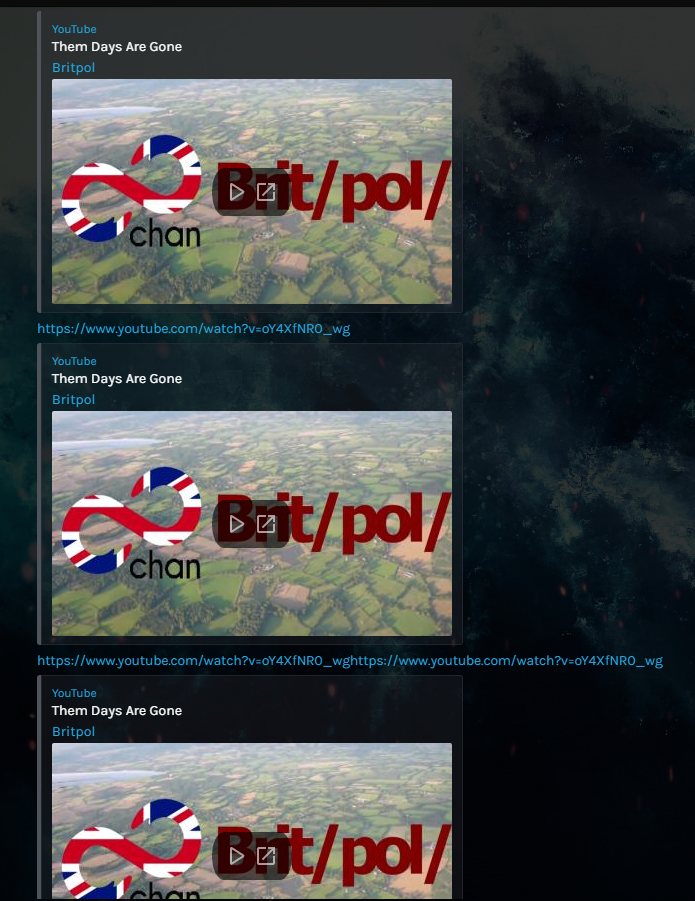 YouTube
Them Days Are Gone
Britpol
chan
Brit/pol/
https://www.youtube.com/watch?v=oY4XfNR0_wg
YouTube
Them Days Are Gone
Britpol
chan
Brit/pol/
https://www.youtube.com/watch?v=oY4XfNR0_wghttps://www.youtube.com/watch?v=oY4XfNR0_wg
YouTube
Them Days Are Gone
Britpol
Brit/pol/
chan